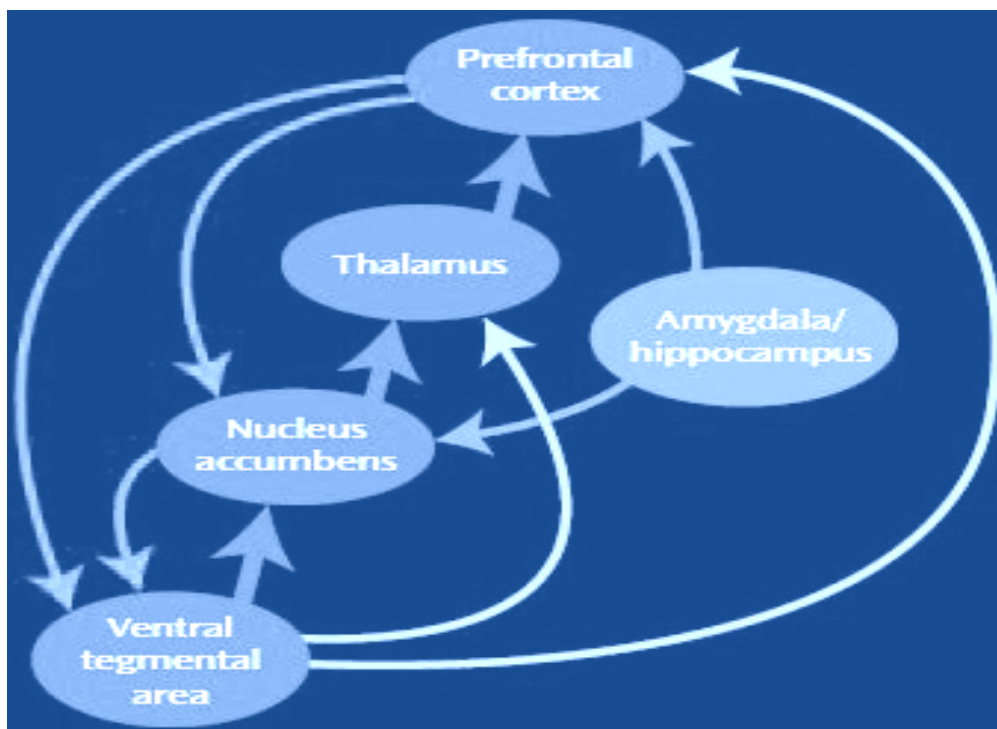 Prefrontal
cortex
Thalamus
Amygdala/
hippocampus
Nucleus
accumbens
Ventral
tegmental
area